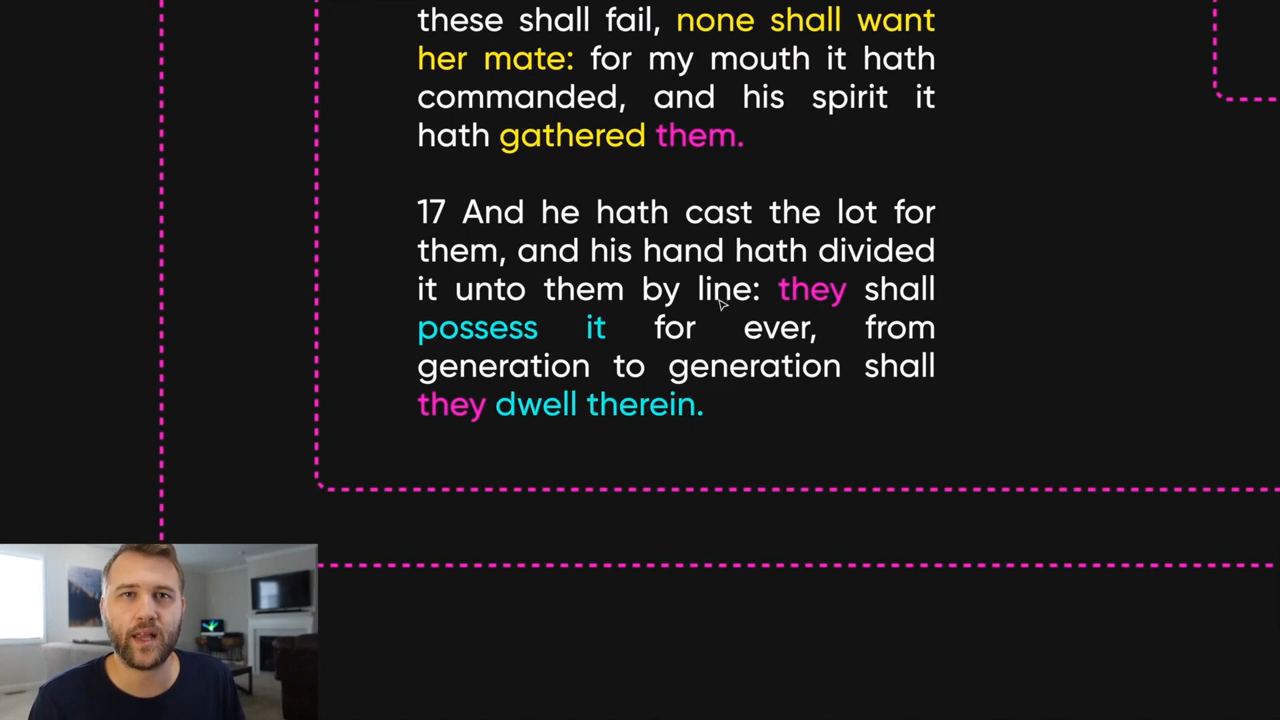 these shall fail, none shall want
her mate: for my mouth it hath
commanded, and his spirit it
hath gathered them.
17 And he hath cast the lot for
them, and his hand hath divided
it unto them by line: they shall
possess it for ever, from
generation to generation shall
they dwell therein.